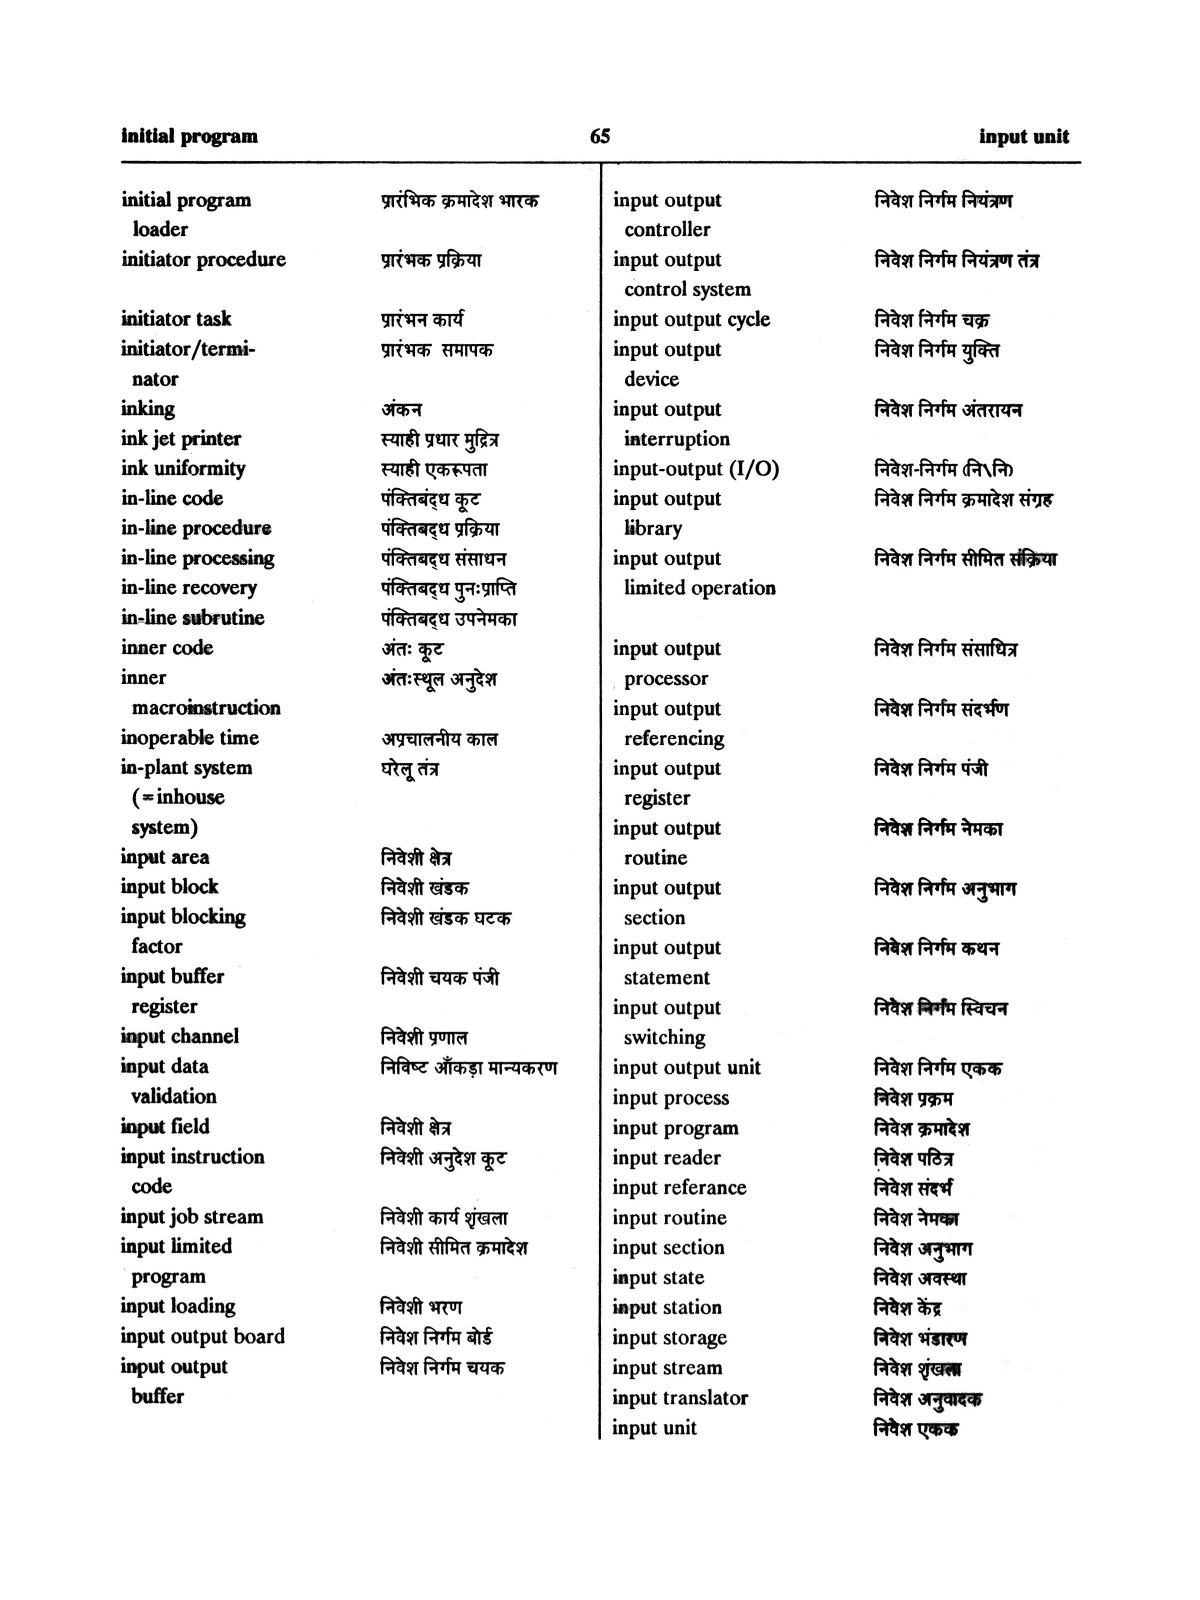 initial program 65 input unit
initial program प्रारंभिक क्रमादेश भारक
loader
initiator procedure प्रारंभक प्रक्रिया
initiator task प्रारंभन कार्य
initiator/termi- प्रारंभक समापक
nator
inking अंकन
ink jet printer स्याही प्रधार मुद्रित्र
ink uniformity स्याही एकरूपता
in-line code पंक्तिबंद्ध कूट
in-line procedure पंक्तिबद्ध प्रक्रिया
in-line processing पंक्तिबद्ध संसाधन
in-line recovery पंक्तिबद्ध पुनःप्राप्ति
in-line subrutine पंक्तिबद्ध उपनेमका
inner code अंतः कूट
inner अंतःस्थूल अनुदेश
macroinstruction
inoperable time अप्रचालनीय काल
in-plant system घरेलू तंत्र
(=inhouse
system)
input area निवेशी क्षेत्र
input block निवेशी खंडक
input blocking निवेशी खंडक घटक
factor
input buffer निवेशी चयक पंजी
register
input channel निवेशी प्रणाल
input data निविष्ट आँकड़ा मान्यकरण
validation
input field निवेशी क्षेत्र
input instruction निवेशी अनुदेश कूट
code
input job stream निवेशी कार्य शृंखला
input limited निवेशी सीमित क्रमादेश
program
input loading निवेशी भरण
input output board निवेश निर्गम बोर्ड
input output निवेश निर्गम चयक
buffer
input output निवेश निर्गम नियंत्रण
controller
input output निवेश निर्गम नियंत्रण तंत्र
control system
input output cycle निवेश निर्गम चक्र
input output निवेश निर्गम युक्ति
device
input output निवेश निर्गम अंतरायन
interruption
input-output (I/O) निवेश-निर्गम (नि\नि)
input output निवेश निर्गम क्रमादेश संग्रह
library
input output निवेश निर्गम सीमित संक्रिया
limited operation
input output निवेश निर्गम संसाधित्र
processor
input output निवेश निर्गम संदर्भण
referencing
input output निवेश निर्गम पंजी
register
input output निवेश निर्गम नेमका
routine
input output निवेश निर्गम अनुभाग
section
input output निवेश निर्गम कथन
statement
input output निवेश निर्गम स्विचन
switching
input output unit निवेश निर्गम एकक
input process निवेश प्रक्रम
input program निवेश क्रमादेश
input reader निवेश पठित्र
input referance निवेश संदर्भ
input routine निवेश नेमका
input section निवेश अनुभाग
input state निवेश अवस्था
input station निवेश केंद्र
input storage निवेश भंडारण
input stream निवेश शृंखला
input translator निवेश अनुवादक
input unit निवेश एकक